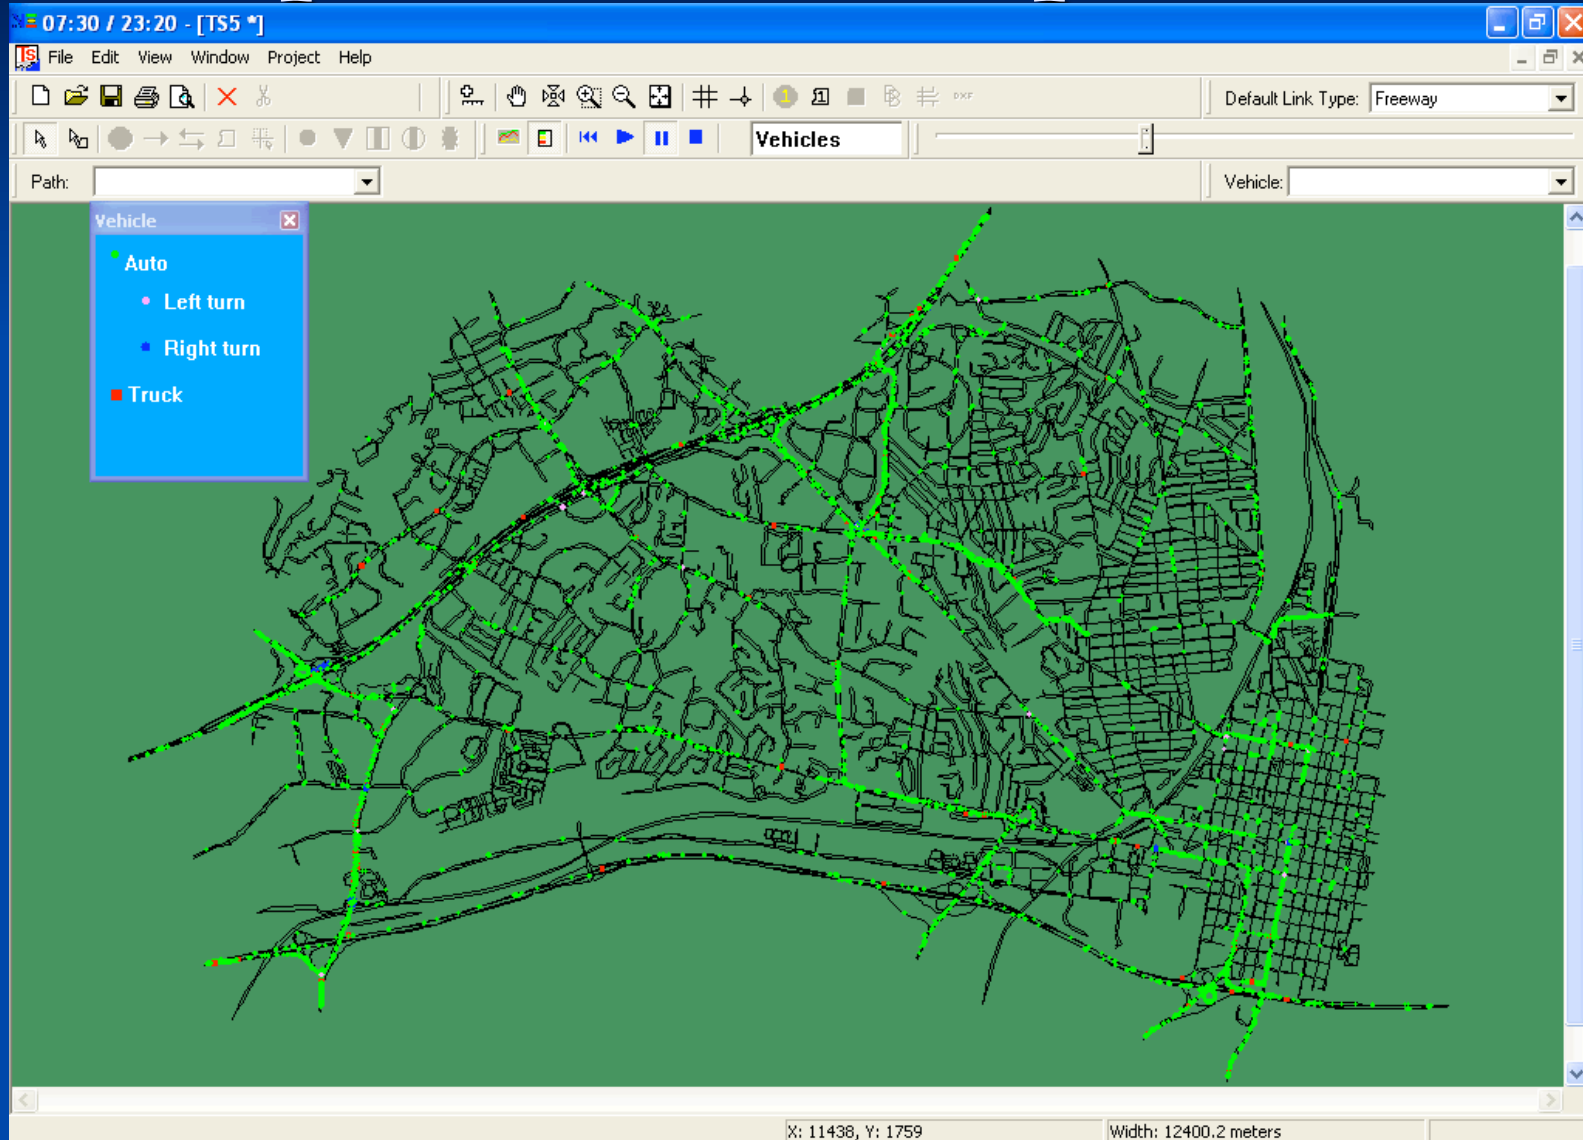 07:30 / 23:20 - [TS5 *]
TS File Edit View Window Project Help
Default Link Type: Freeway
Vehicles
Path:
Vehicle:
Vehicle
Auto
Left turn
Right turn
Truck
X: 11438, Y: 1759
Width: 12400.2 meters